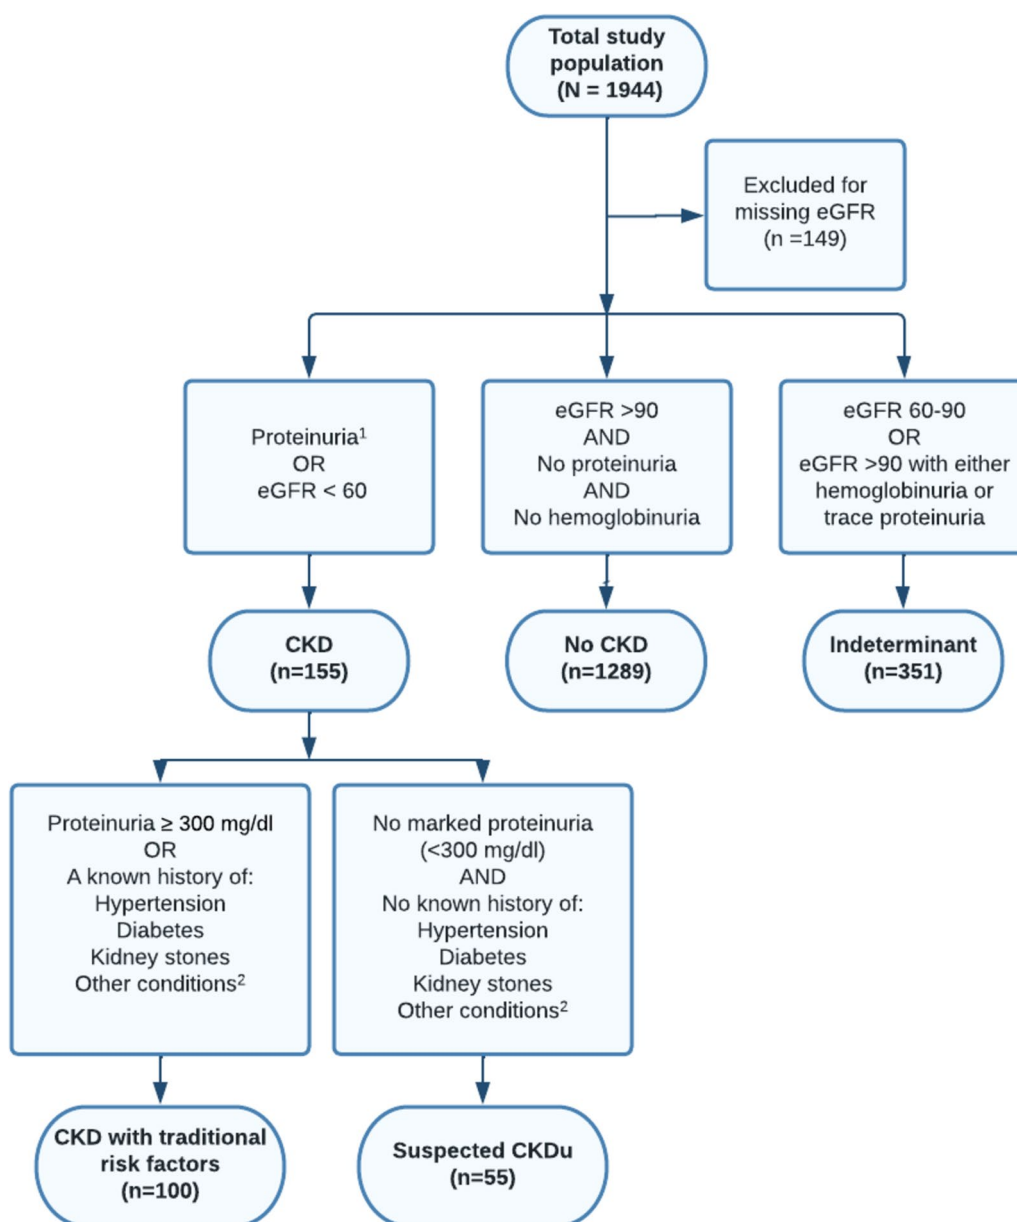 Total study
population
(N = 1944)
Excluded for
missing eGFR
(n =149)
Proteinuria¹
OR
eGFR < 60
eGFR >90
AND
No proteinuria
AND
No hemoglobinuria
eGFR 60-90
OR
eGFR >90 with either
hemoglobinuria or
trace proteinuria
CKD
(n=155)
No CKD
(n=1289)
Indeterminant
(n=351)
Proteinuria ≥ 300 mg/dl
OR
A known history of:
Hypertension
Diabetes
Kidney stones
Other conditions²
No marked proteinuria
(<300 mg/dl)
AND
No known history of:
Hypertension
Diabetes
Kidney stones
Other conditions²
CKD with traditional
risk factors
(n=100)
Suspected CKDu
(n=55)